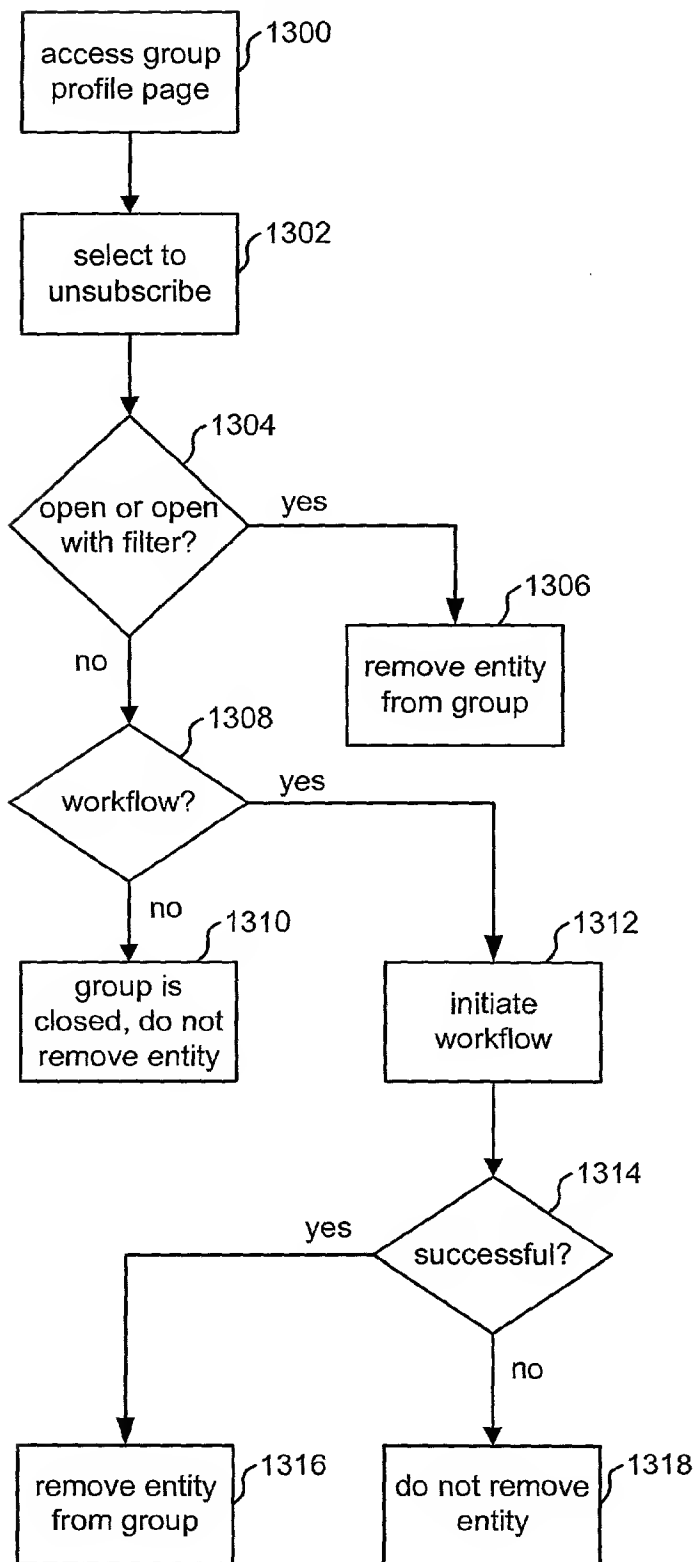 1300
access group
profile page
1302
select to
unsubscribe
1304
open or open
with filter?
yes
1306
remove entity
from group
no
1308
workflow?
yes
no
1310
group is
closed, do not
remove entity
1312
initiate
workflow
1314
successful?
yes
no
1316
remove entity
from group
1318
do not remove
entity